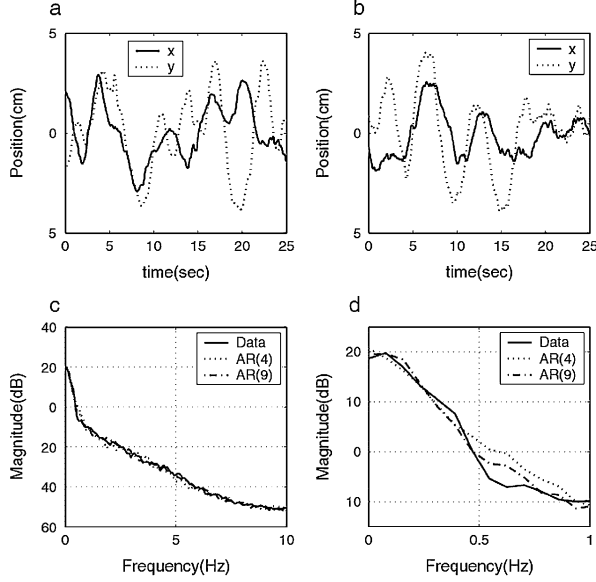 a
b
5
0
5
x
y
Position(cm)
0 5 10 15 20 25
time(sec)
5
0
5
x
y
Position(cm)
0 5 10 15 20 25
time(sec)
c
d
40
20
0
20
40
60
Data
AR(4)
AR(9)
Magnitude(dB)
0 5 10
Frequency(Hz)
20
10
0
10
Data
AR(4)
AR(9)
Magnitude(dB)
0 0.5 1
Frequency(Hz)